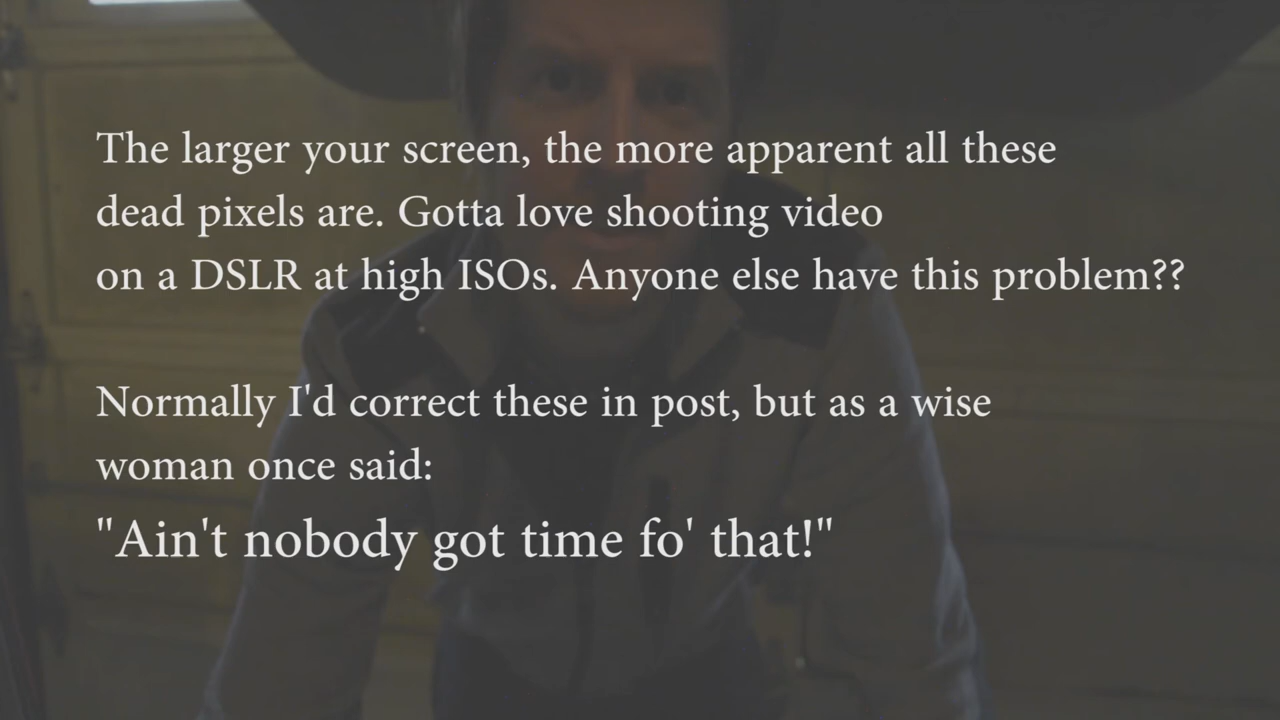 The larger your screen, the more apparent all these
dead pixels are. Gotta love shooting video
on a DSLR at high ISOs. Anyone else have this problem??
Normally I'd correct these in post, but as a wise
woman once said:
"Ain't nobody got time fo' that!"